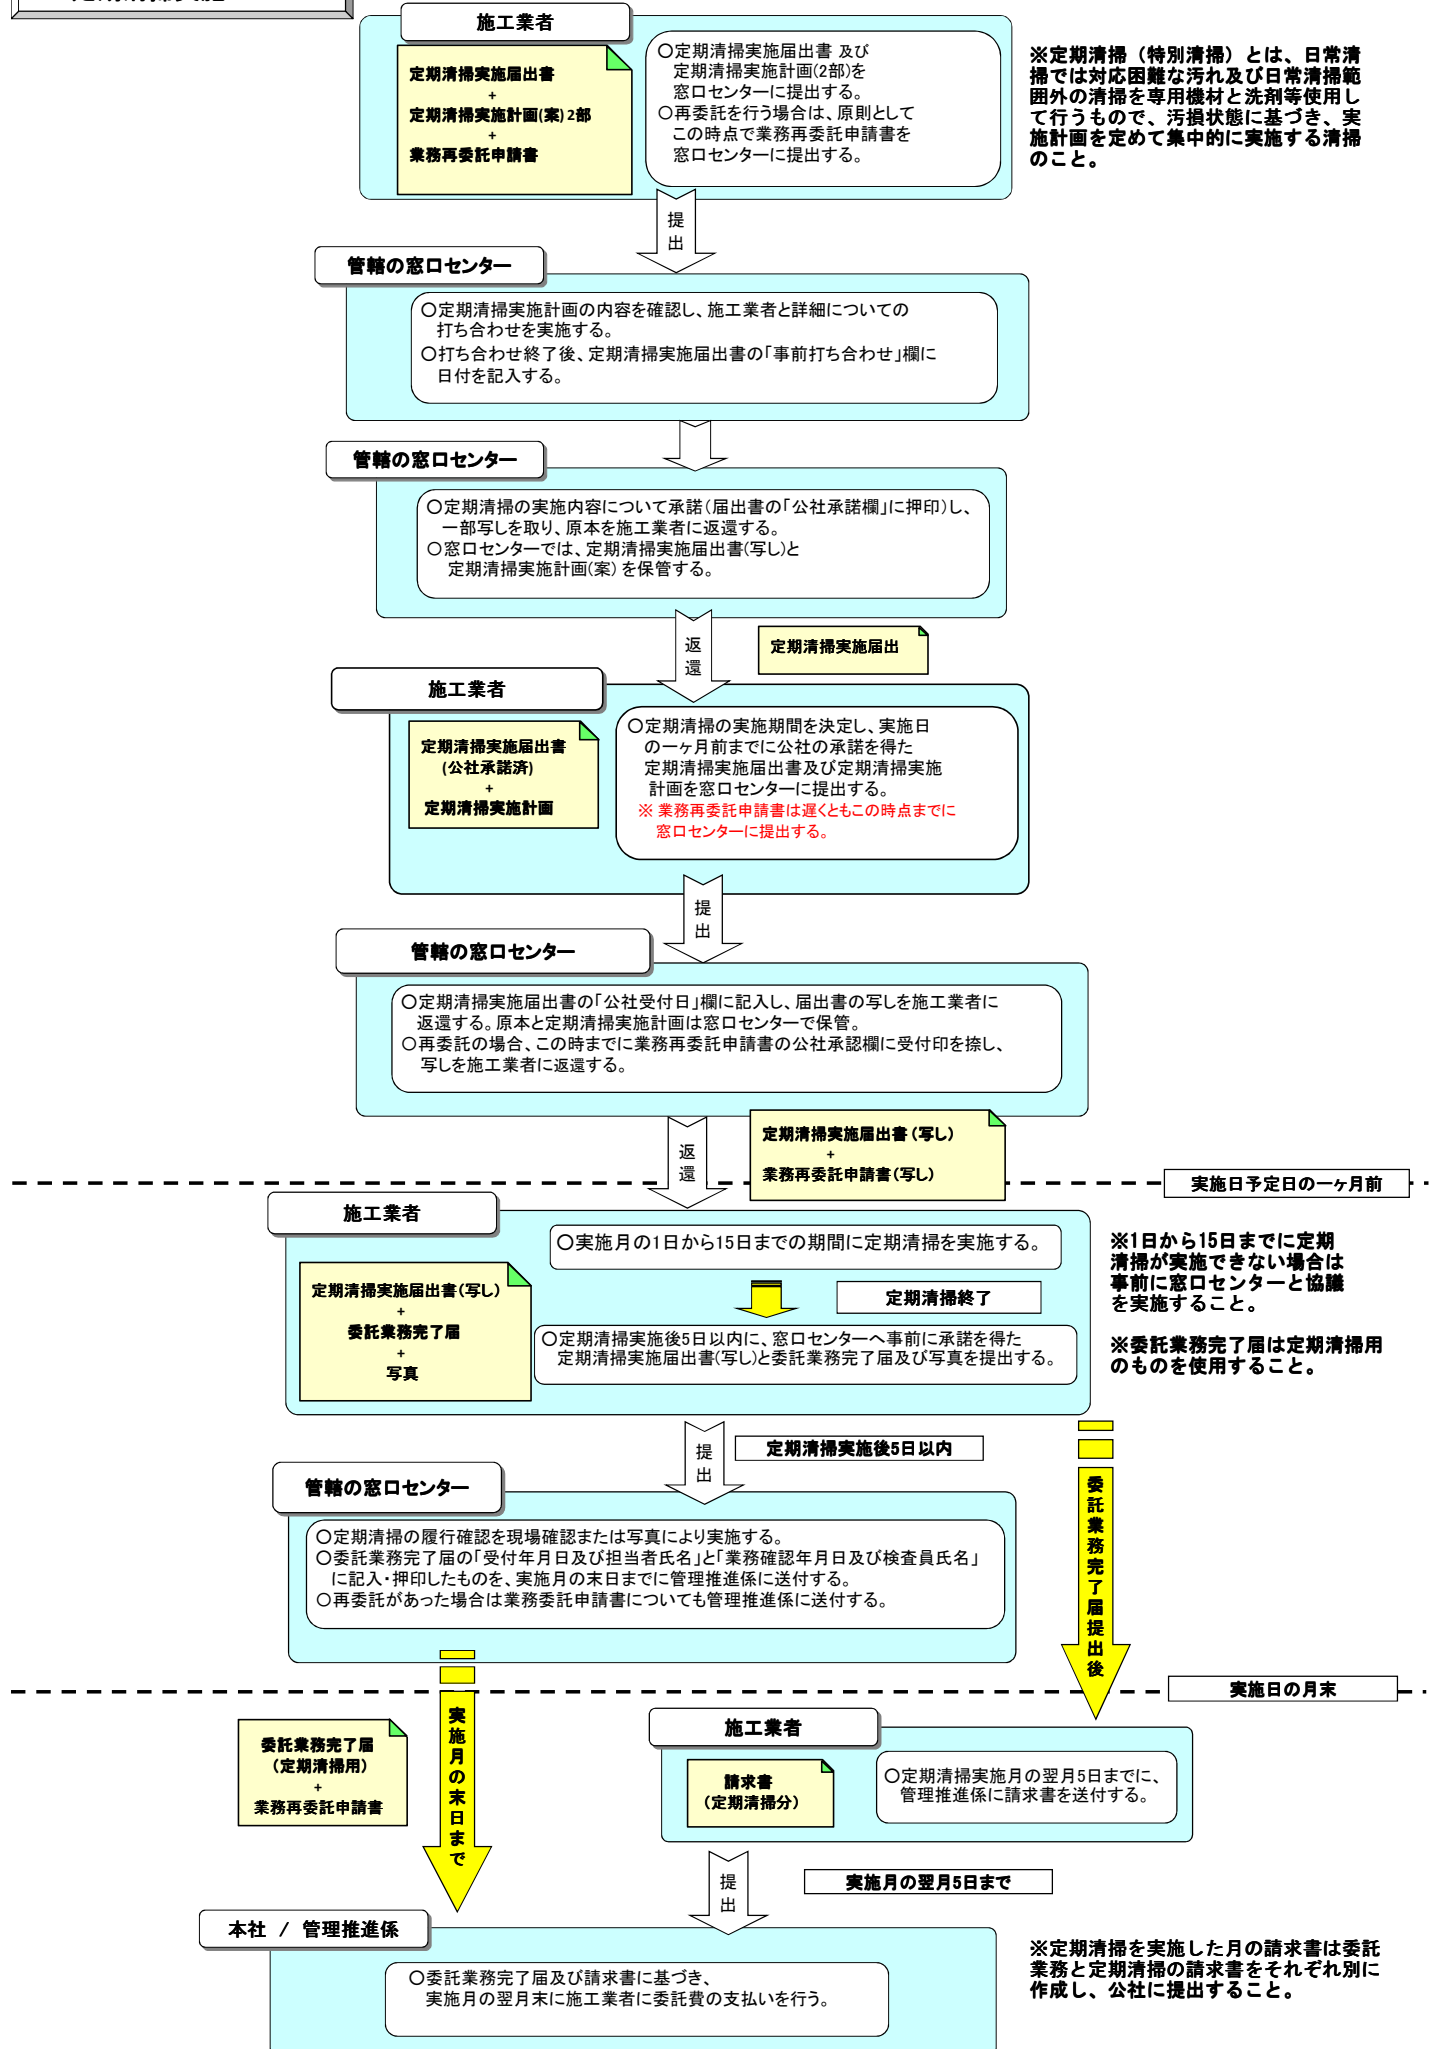 施工業者
定期清掃実施届出書
+
定期清掃実施計画(案)2部
+
業務再委託申請書
〇定期清掃実施届出書 及び
定期清掃実施計画(2部)を
窓口センターに提出する。
〇再委託を行う場合は、原則として
この時点で業務再委託申請書を
窓口センターに提出する。
※定期清掃（特別清掃）とは、日常清
掃では対応困難な汚れ及び日常清掃範
囲外の清掃を専用機材と洗剤等使用し
て行うもので、汚損状態に基づき、実
施計画を定めて集中的に実施する清掃
のこと。
提
出
管轄の窓口センター
〇定期清掃実施計画の内容を確認し、施工業者と詳細についての
打ち合わせを実施する。
〇打ち合わせ終了後、定期清掃実施届出書の「事前打ち合わせ」欄に
日付を記入する。
管轄の窓口センター
〇定期清掃の実施内容について承諾(届出書の「公社承諾欄」に押印)し、
一部写しを取り、原本を施工業者に返還する。
〇窓口センターでは、定期清掃実施届出書(写し)と
定期清掃実施計画(案)を保管する。
返
還
定期清掃実施届出
施工業者
定期清掃実施届出書
(公社承諾済)
+
定期清掃実施計画
〇定期清掃の実施期間を決定し、実施日
の一ヶ月前までに公社の承諾を得た
定期清掃実施届出書及び定期清掃実施
計画を窓口センターに提出する。
※ 業務再委託申請書は遅くともこの時点までに
窓口センターに提出する。
提
出
管轄の窓口センター
〇定期清掃実施届出書の「公社受付日」欄に記入し、届出書の写しを施工業者に
返還する。原本と定期清掃実施計画は窓口センターで保管。
〇再委託の場合、この時までに業務再委託申請書の公社承認欄に受付印を捺し、
写しを施工業者に返還する。
返
還
定期清掃実施届出書(写し)
+
業務再委託申請書(写し)
実施日予定日の一ヶ月前
施工業者
〇実施月の1日から15日までの期間に定期清掃を実施する。
定期清掃実施届出書(写し)
+
委託業務完了届
+
写真
定期清掃終了
〇定期清掃実施後5日以内に、窓口センターへ事前に承諾を得た
定期清掃実施届出書(写し)と委託業務完了届及び写真を提出する。
※1日から15日までに定期
清掃が実施できない場合は
事前に窓口センターと協議
を実施すること。
※委託業務完了届は定期清掃用
のものを使用すること。
提
出
定期清掃実施後5日以内
管轄の窓口センター
〇定期清掃の履行確認を現場確認または写真により実施する。
〇委託業務完了届の「受付年月日及び担当者氏名」と「業務確認年月日及び検査員氏名」
に記入・押印したものを、実施月の末日までに管理推進係に送付する。
〇再委託があった場合は業務委託申請書についても管理推進係に送付する。
委託業務完了届提出後
実施日の月末
委託業務完了届
(定期清掃用)
+
業務再委託申請書
実施月の末日まで
施工業者
請求書
(定期清掃分)
〇定期清掃実施月の翌月5日までに、
管理推進係に請求書を送付する。
提
出
実施月の翌月5日まで
本社 / 管理推進係
〇委託業務完了届及び請求書に基づき、
実施月の翌月末に施工業者に委託費の支払いを行う。
※定期清掃を実施した月の請求書は委託
業務と定期清掃の請求書をそれぞれ別に
作成し、公社に提出すること。